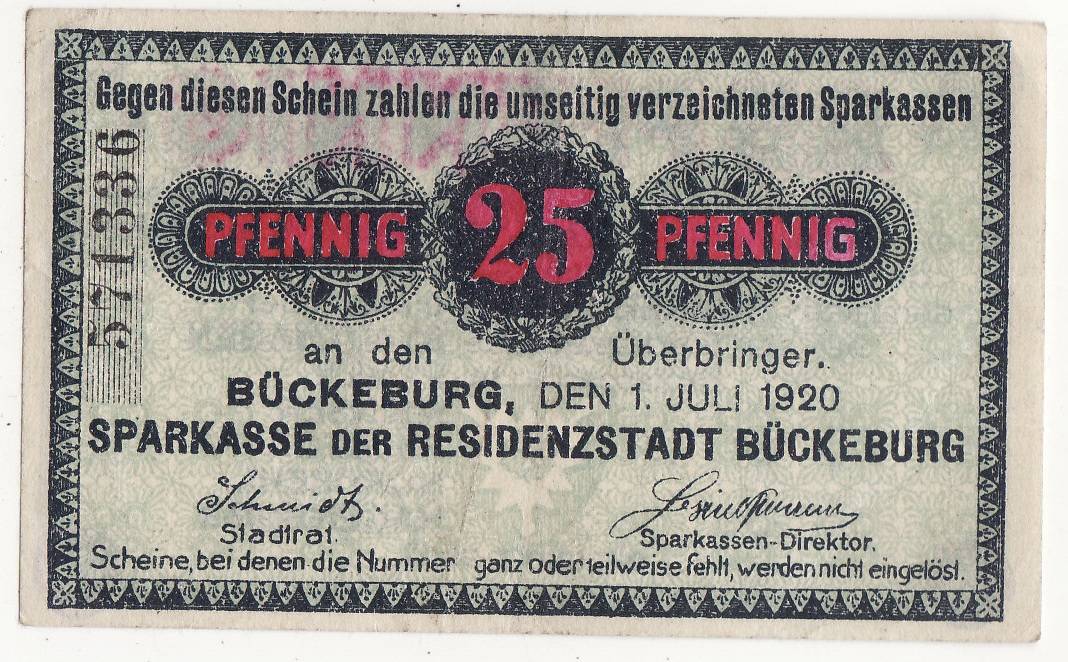 Gegen diesen Schein zahlen die umseitig verzeichneten Sparkassen
571336
PFENNIG 25 PFENNIG
an den Überbringer.
BÜCKEBURG, DEN 1. JULI 1920
SPARKASSE DER RESIDENZSTADT BÜCKEBURG
Schmidt.
Stadtrat. Sparkassen-Direktor.
Scheine, bei denen die Nummer ganz oder teilweise fehlt, werden nicht eingelöst.